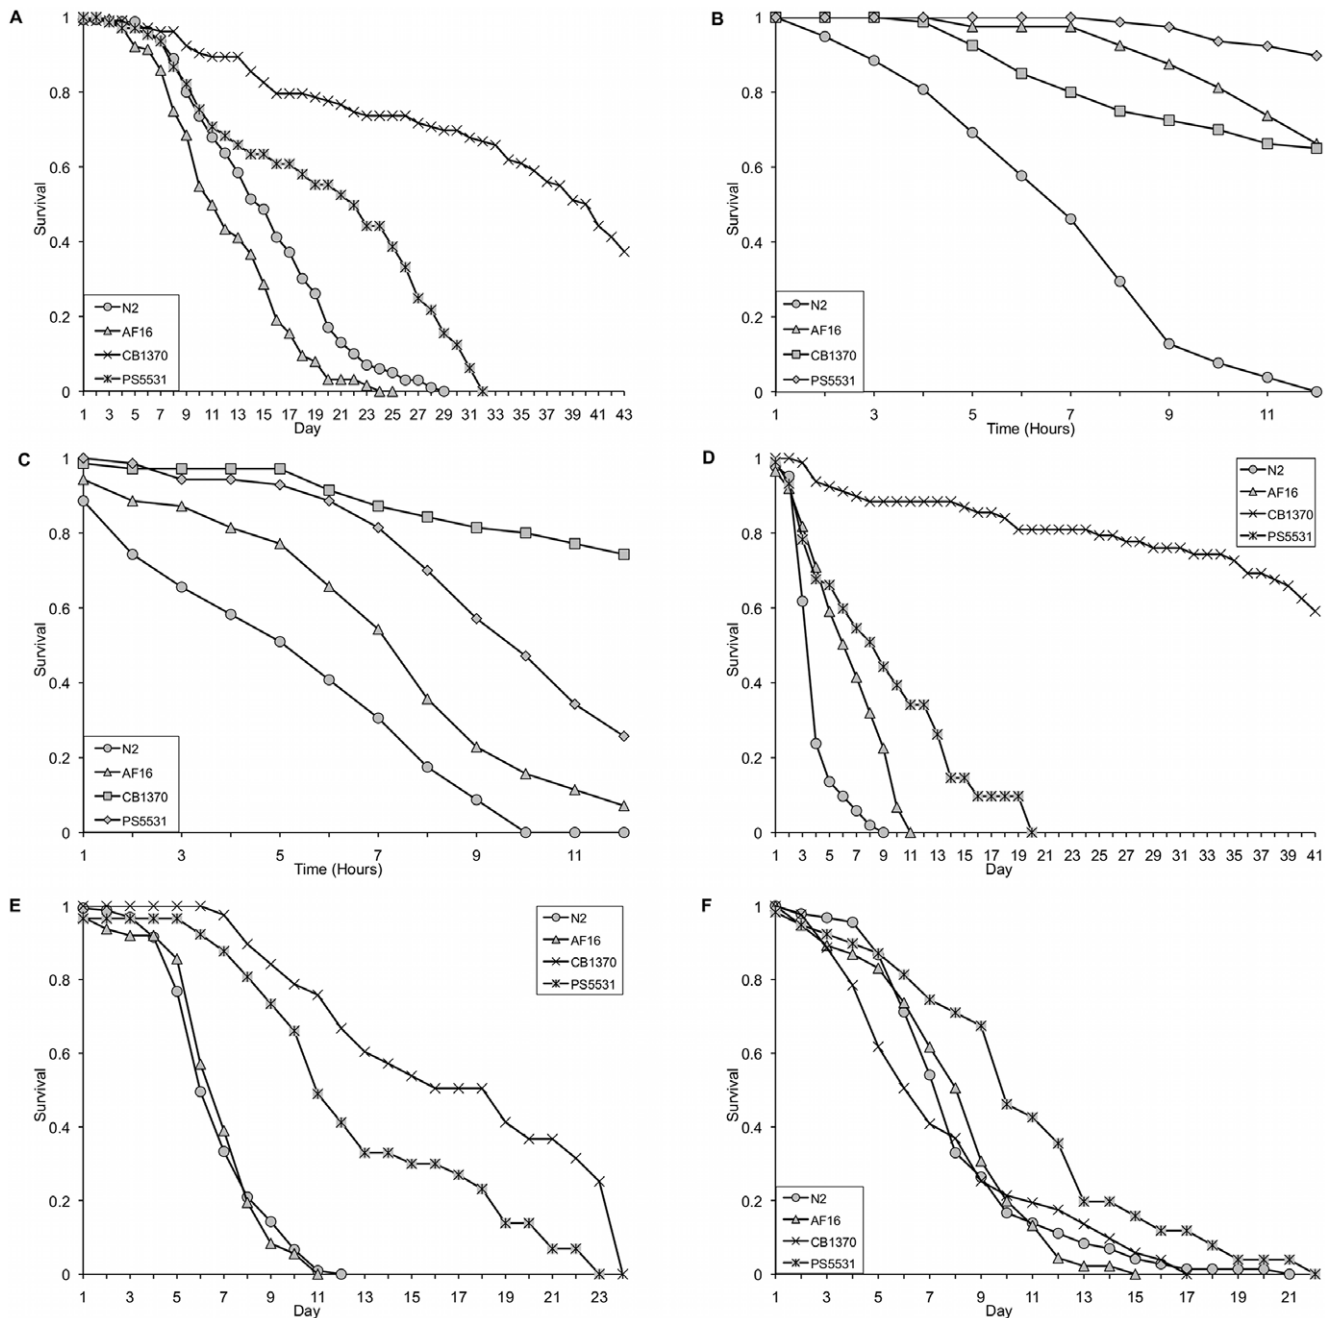 A
1
0.8
0.6
0.4
0.2
0
Survival
N2
AF16
CB1370
PS5531
1 3 5 7 9 11 13 15 17 19 21 23 25 27 29 31 33 35 37 39 41 43
Day
B
1
0.8
0.6
0.4
0.2
0
Survival
N2
AF16
CB1370
PS5531
1 3 5 7 9 11
Time (Hours)
C
1
0.8
0.6
0.4
0.2
0
Survival
N2
AF16
CB1370
PS5531
1 3 5 7 9 11
Time (Hours)
D
1
0.8
0.6
0.4
0.2
0
Survival
N2
AF16
CB1370
PS5531
1 3 5 7 9 11 13 15 17 19 21 23 25 27 29 31 33 35 37 39 41
Day
E
1
0.8
0.6
0.4
0.2
0
Survival
N2
AF16
CB1370
PS5531
1 3 5 7 9 11 13 15 17 19 21 23
Day
F
1
0.8
0.6
0.4
0.2
0
Survival
N2
AF16
CB1370
PS5531
1 3 5 7 9 11 13 15 17 19 21
Day